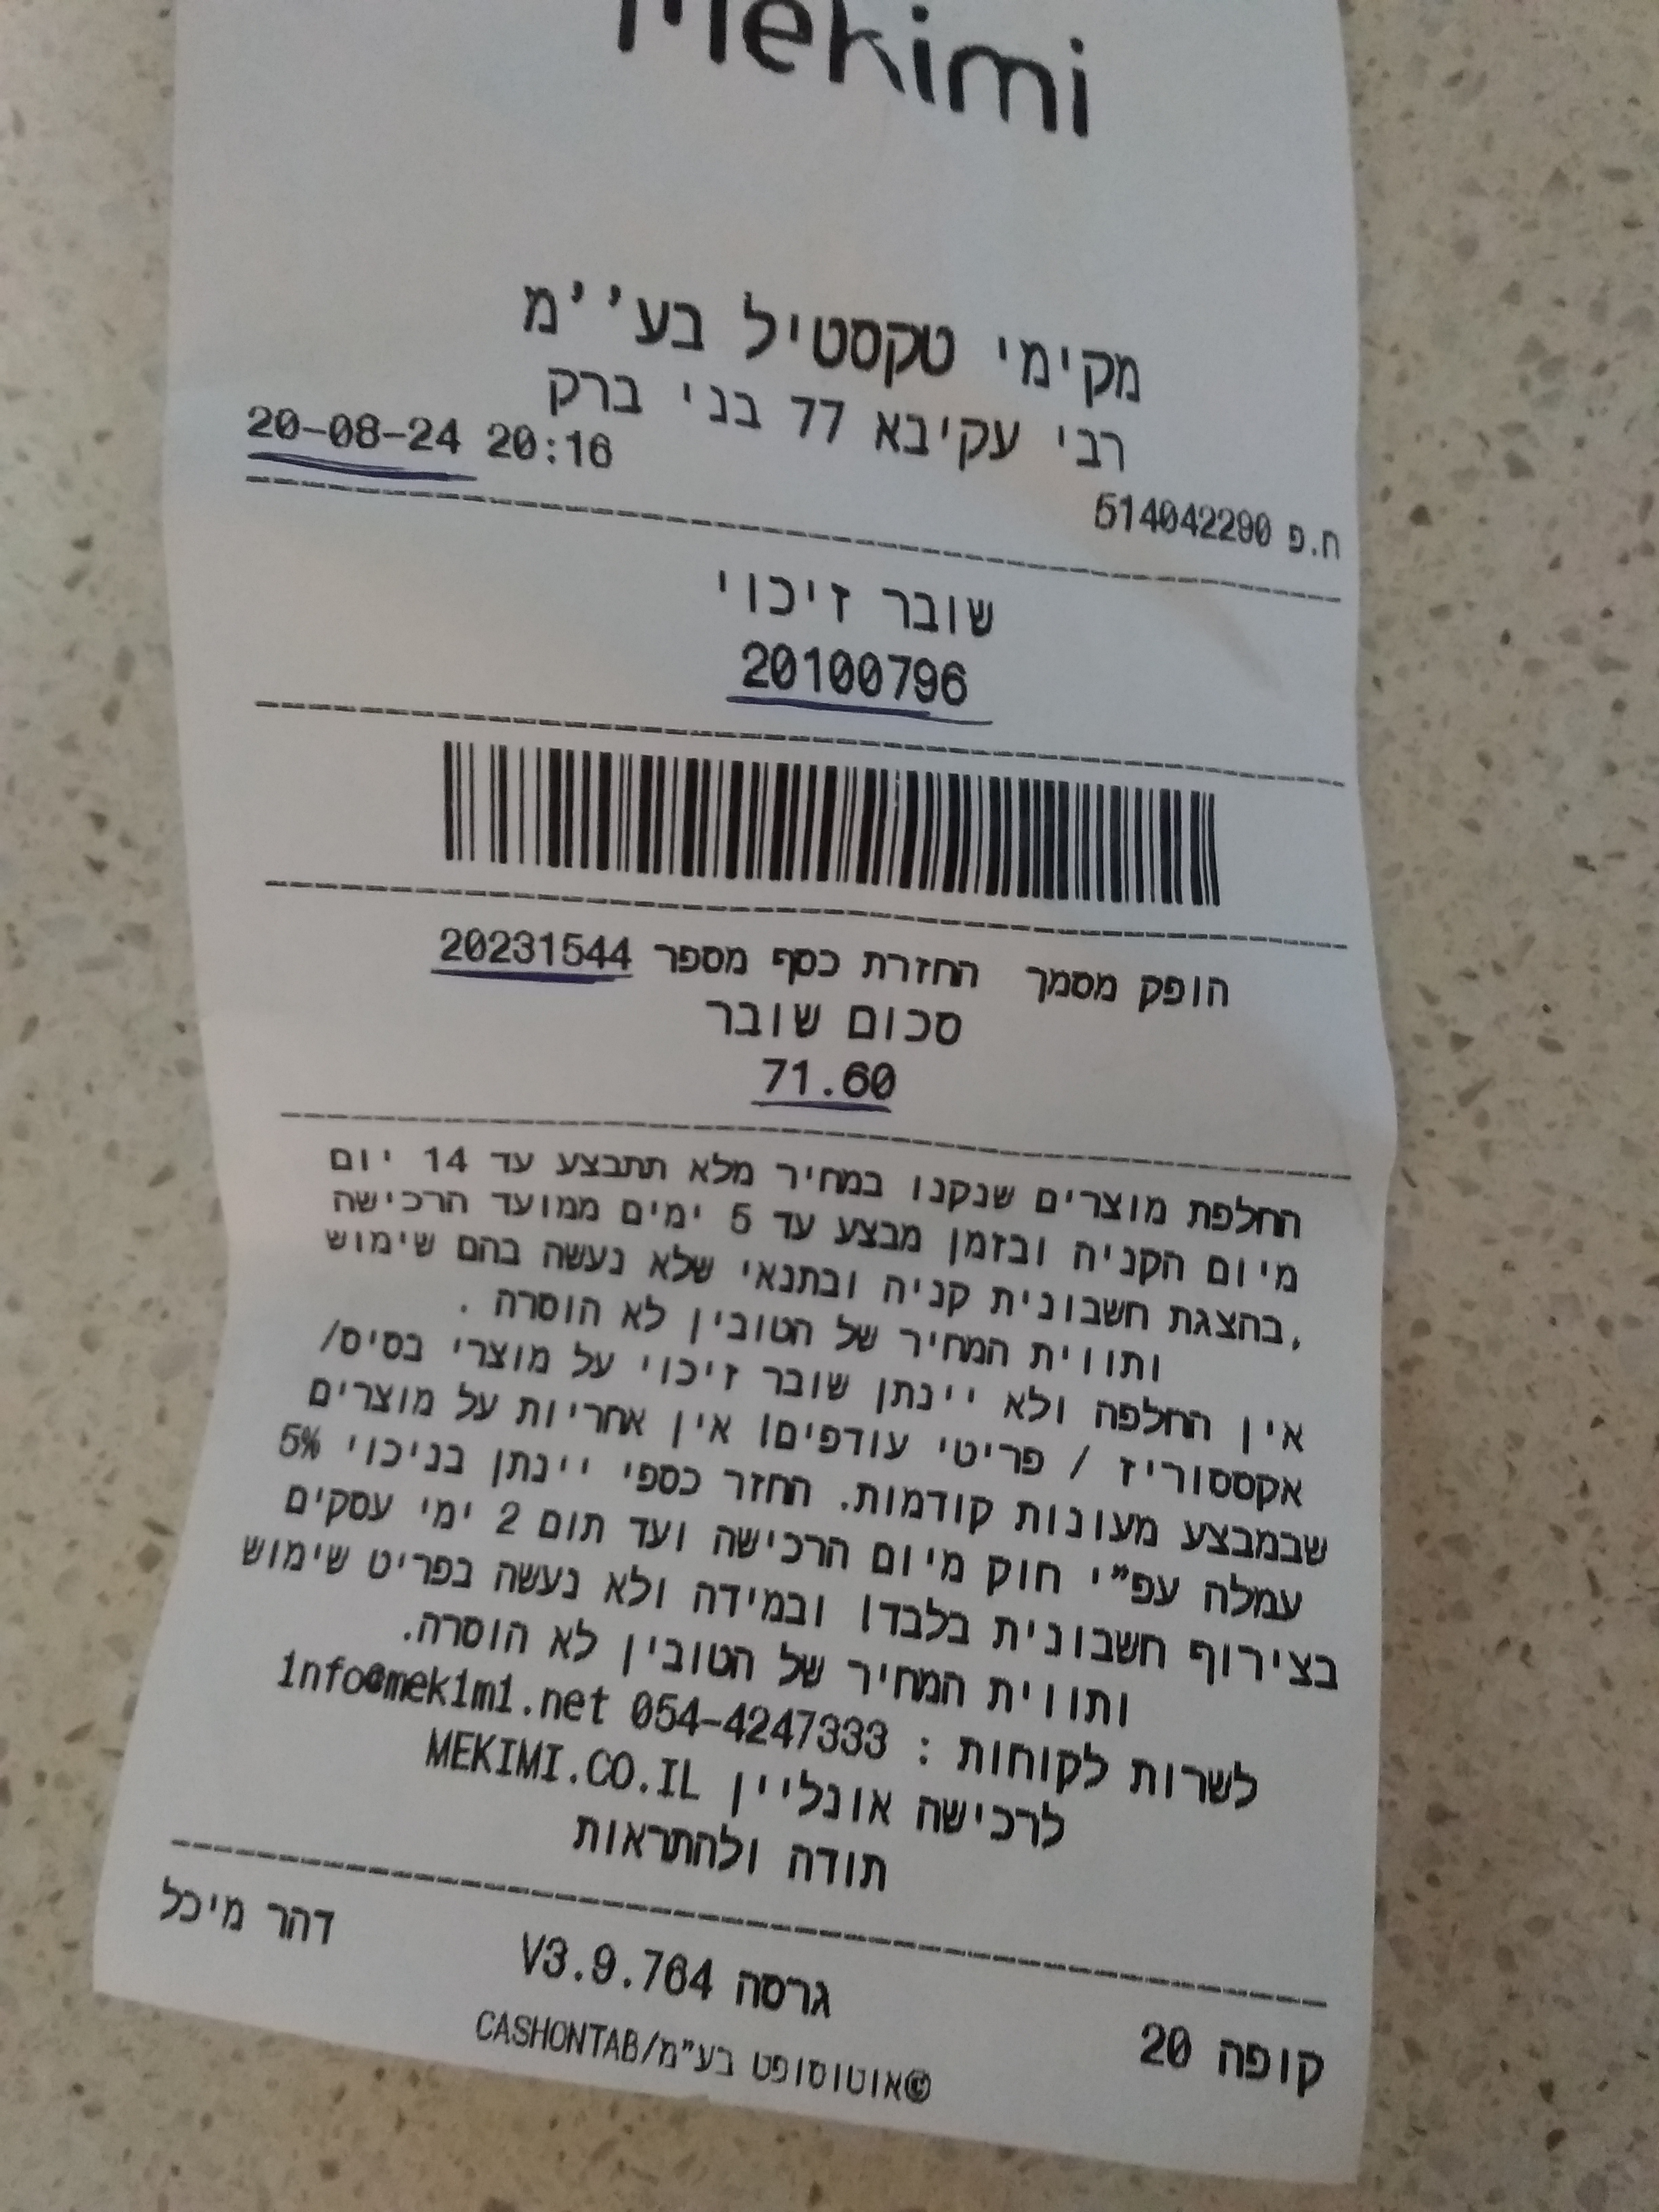 Mekimi
מקימי טקסטיל בע''מ
רבי עקיבא 77 בני ברק
20-08-24 20:16
ח.פ 514042290
שובר זיכוי
20100796
הופק מסמך החזרת כסף מספר 20231544
סכום שובר
71.60
החלפת מוצרים שנקנו במחיר מלא תתבצע עד 14 יום
מיום הקניה ובזמן מבצע עד 5 ימים ממועד הרכישה
,בהצגת חשבונית קניה ובתנאי שלא נעשה בהם שימוש
ותווית המחיר של הטובין לא הוסרה .
אין החלפה ולא יינתן שובר זיכוי על מוצרי בסיס/
אקססוריז / פריטי עודפים! אין אחריות על מוצרים
שבמבצע מעונות קודמות. החזר כספי יינתן בניכוי 5%
עמלה עפ"י חוק מיום הרכישה ועד תום 2 ימי עסקים
בצירוף חשבונית בלבד! ובמידה ולא נעשה בפריט שימוש
ותווית המחיר של הטובין לא הוסרה.
לשרות לקוחות : 054-4247333 info@mekimi.net
לרכישה אונליין MEKIMI.CO.IL
תודה ולהתראות
קופה 20 גרסה V3.9.764 דהר מיכל
©אוטוסופט בע"מ/CASHONTAB